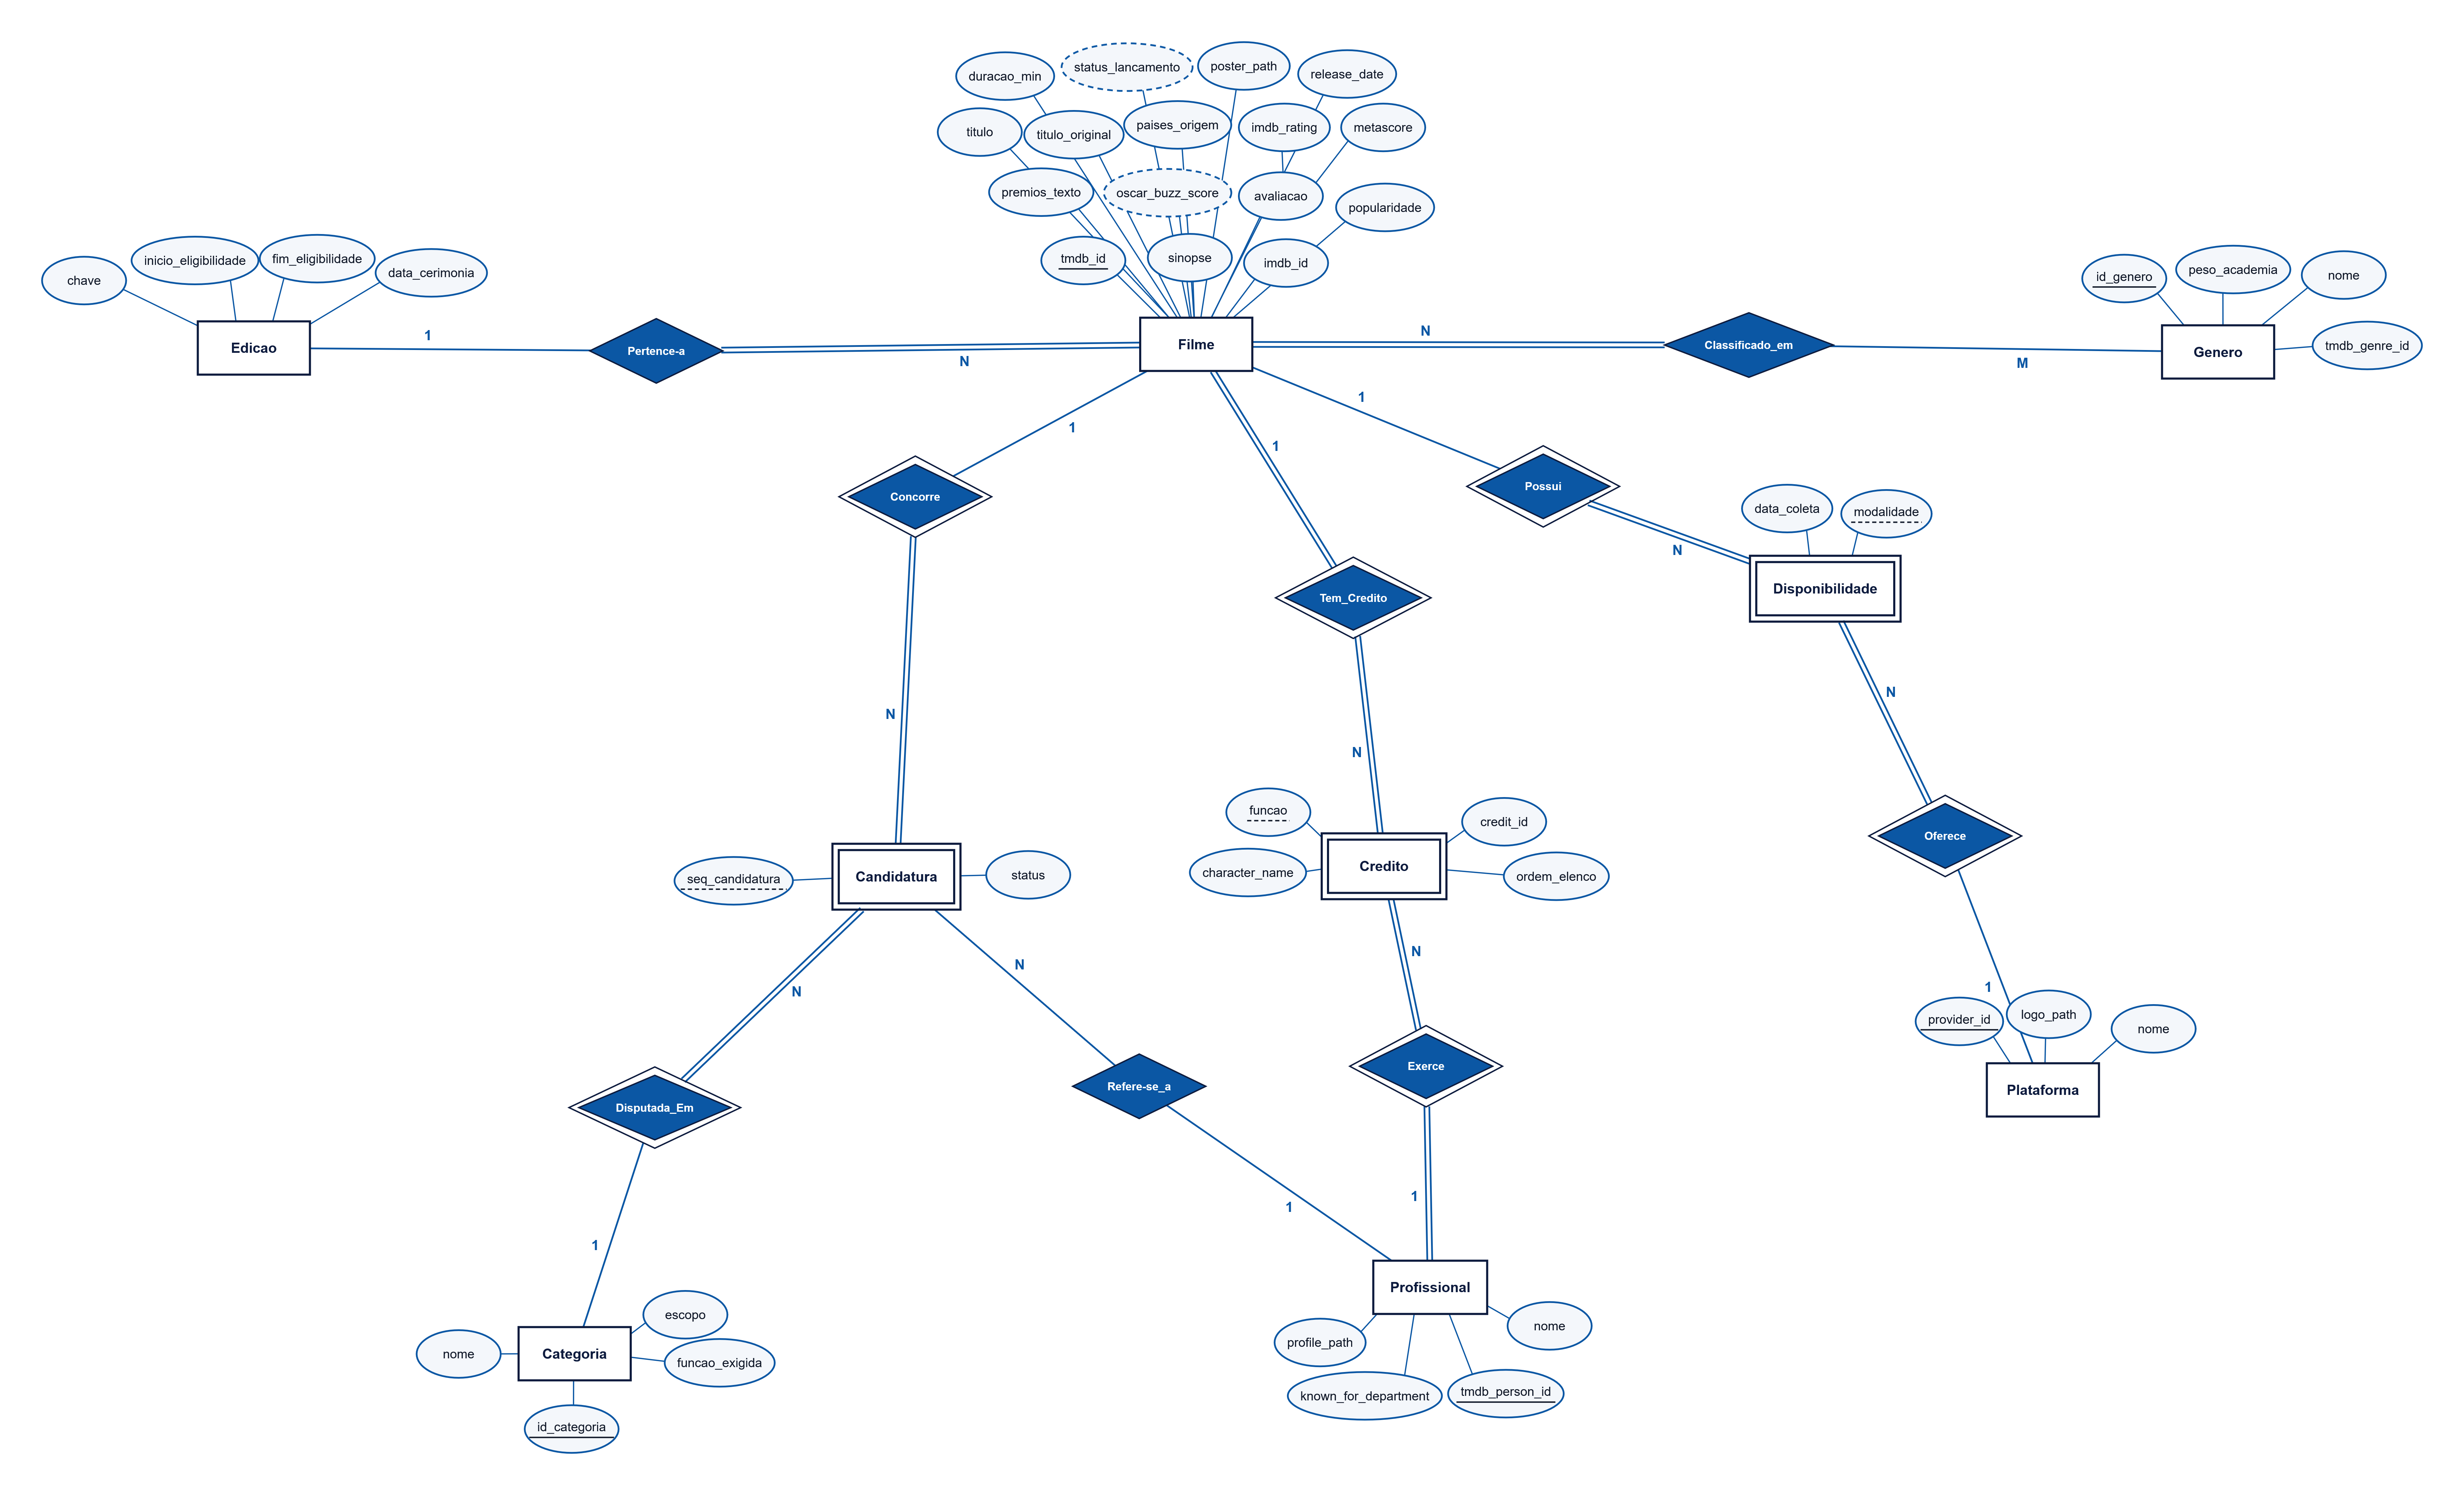 status_lancamento
poster_path
release_date
duracao_min
titulo
titulo_original
paises_origem
imdb_rating
metascore
premios_texto
oscar_buzz_score
avaliacao
popularidade
tmdb_id
sinopse
imdb_id
chave
inicio_eligibilidade
fim_eligibilidade
data_cerimonia
id_genero
peso_academia
nome
tmdb_genre_id
Edicao
1
Pertence-a
N
Filme
N
Classificado_em
M
Genero
1
1
1
Concorre
Tem_Credito
Possui
N
data_coleta
modalidade
Disponibilidade
N
N
N
Oferece
1
funcao
credit_id
character_name
Credito
ordem_elenco
seq_candidatura
Candidatura
status
N
N
N
provider_id
logo_path
nome
Plataforma
Disputada_Em
Refere-se_a
Exerce
1
1
1
Profissional
profile_path
nome
known_for_department
tmdb_person_id
escopo
nome
Categoria
funcao_exigida
id_categoria